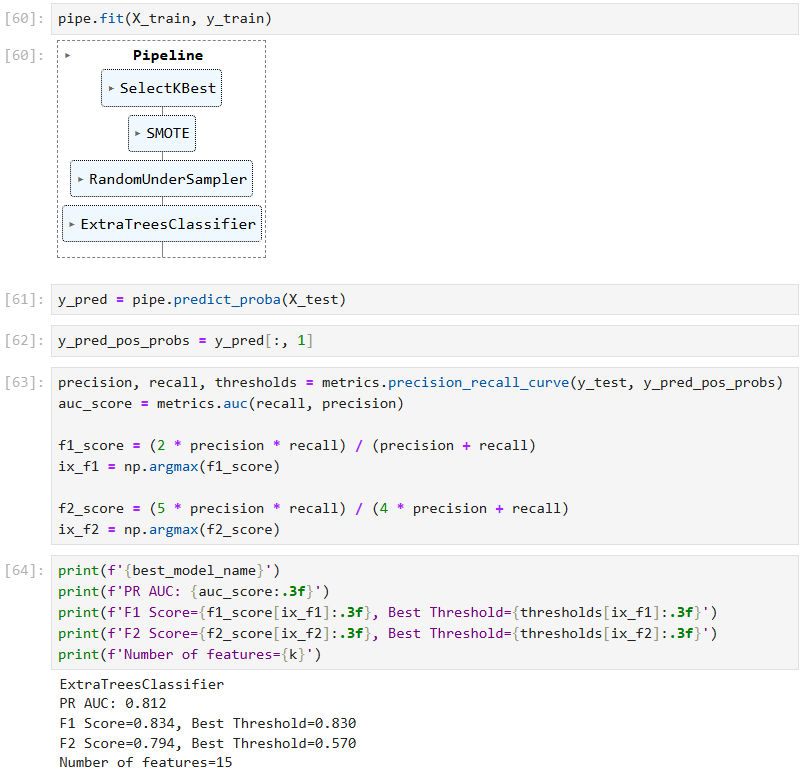 [60]: pipe.fit(X_train, y_train)
[60]: Pipeline
SelectKBest
SMOTE
RandomUnderSampler
ExtraTreesClassifier
[61]: y_pred = pipe.predict_proba(X_test)
[62]: y_pred_pos_probs = y_pred[:, 1]
[63]: precision, recall, thresholds = metrics.precision_recall_curve(y_test, y_pred_pos_probs)
auc_score = metrics.auc(recall, precision)
f1_score = (2 * precision * recall) / (precision + recall)
ix_f1 = np.argmax(f1_score)
f2_score = (5 * precision * recall) / (4 * precision + recall)
ix_f2 = np.argmax(f2_score)
[64]: print(f'{best_model_name}')
print(f'PR AUC: {auc_score:.3f}')
print(f'F1 Score={f1_score[ix_f1]:.3f}, Best Threshold={thresholds[ix_f1]:.3f}')
print(f'F2 Score={f2_score[ix_f2]:.3f}, Best Threshold={thresholds[ix_f2]:.3f}')
print(f'Number of features={k}')
ExtraTreesClassifier
PR AUC: 0.812
F1 Score=0.834, Best Threshold=0.830
F2 Score=0.794, Best Threshold=0.570
Number of features=15